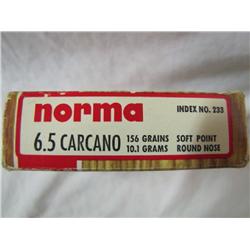 norma
INDEX NO. 233
6.5 CARCANO
156 GRAINS SOFT POINT
10.1 GRAMS ROUND NOSE